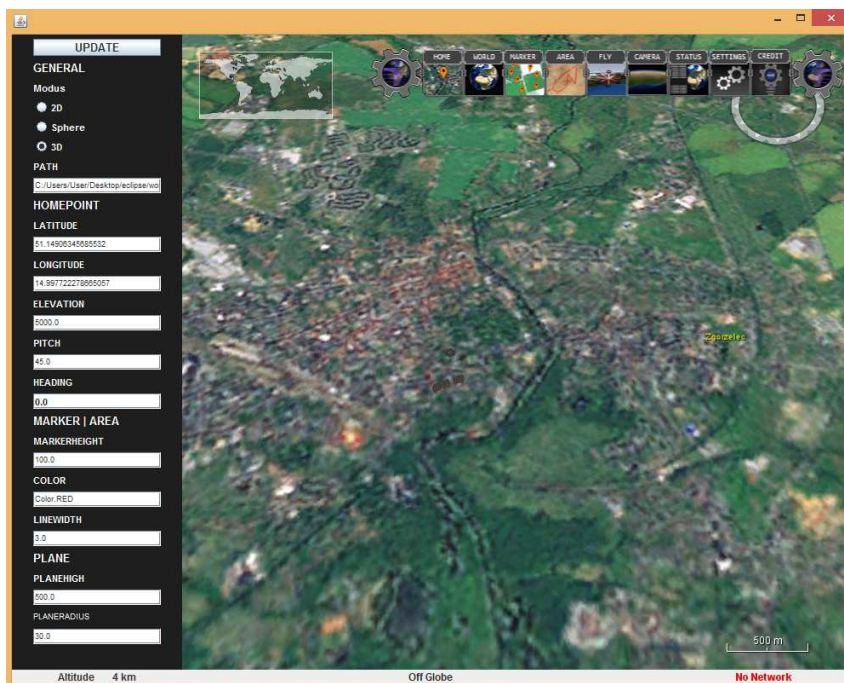 UPDATE
GENERAL
Modus
2D
Sphere
3D
PATH
C:/Users/User/Desktop/eclipse/wo
HOMEPOINT
LATITUDE
51.14906345685532
LONGITUDE
14.997722278665057
ELEVATION
5000.0
PITCH
45.0
HEADING
0.0
MARKER | AREA
MARKERHEIGHT
100.0
COLOR
Color.RED
LINEWIDTH
3.0
PLANE
PLANEHIGH
500.0
PLANERADIUS
30.0
HOME WORLD MARKER AREA FLY CAMERA STATUS SETTINGS CREDIT
Zgorzelec
500 m
Altitude 4 km Off Globe No Network